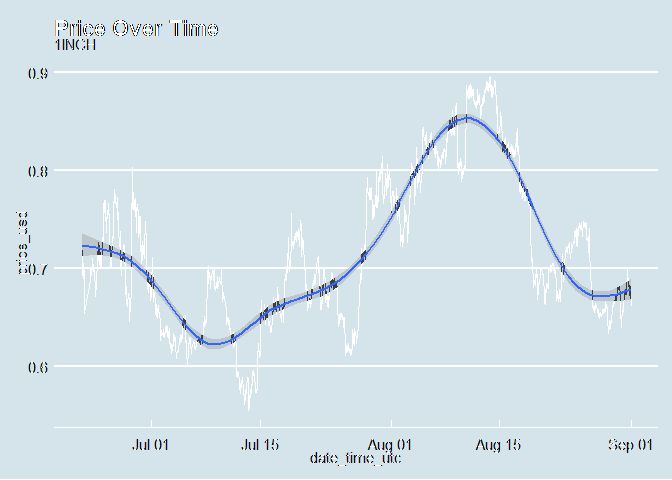 Price Over Time
1INCH
0.9
0.8
0.7
0.6
price_usd
Jul 01 Jul 15 Aug 01 Aug 15 Sep 01
date_time_utc